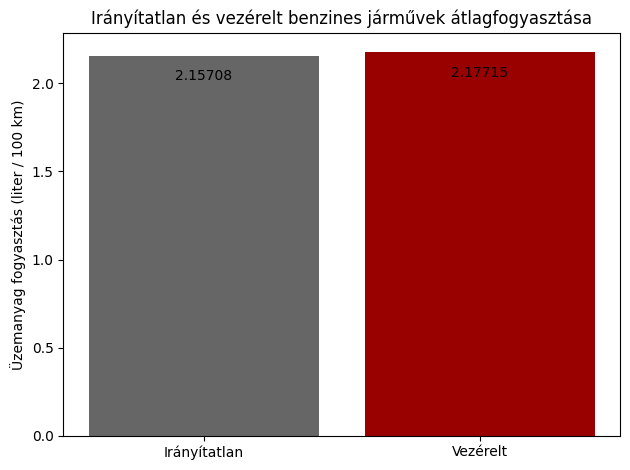 Irányítatlan és vezérelt benzines járművek átlagfogyasztása
Üzemanyag fogyasztás (liter / 100 km)
2.0
1.5
1.0
0.5
0.0
2.15708
2.17715
Irányítatlan
Vezérelt